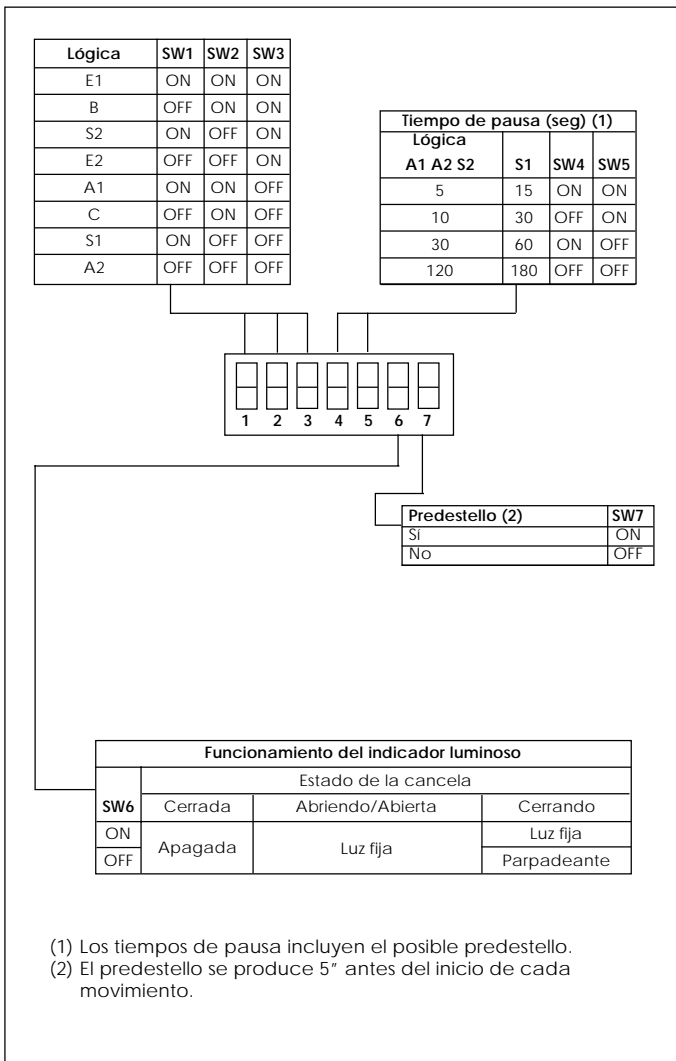 Lógica SW1 SW2 SW3
E1 ON ON ON
B OFF ON ON
S2 ON OFF ON
E2 OFF OFF ON
A1 ON ON OFF
C OFF ON OFF
S1 ON OFF OFF
A2 OFF OFF OFF
Tiempo de pausa (seg) (1)
Lógica
A1 A2 S2 S1 SW4 SW5
5 15 ON ON
10 30 OFF ON
30 60 ON OFF
120 180 OFF OFF
1 2 3 4 5 6 7
Predestello (2) SW7
Sí ON
No OFF
Funcionamiento del indicador luminoso
Estado de la cancela
SW6 Cerrada Abriendo/Abierta Cerrando
ON Apagada Luz fija Luz fija
OFF Parpadeante
(1) Los tiempos de pausa incluyen el posible predestello.
(2) El predestello se produce 5" antes del inicio de cada
movimiento.